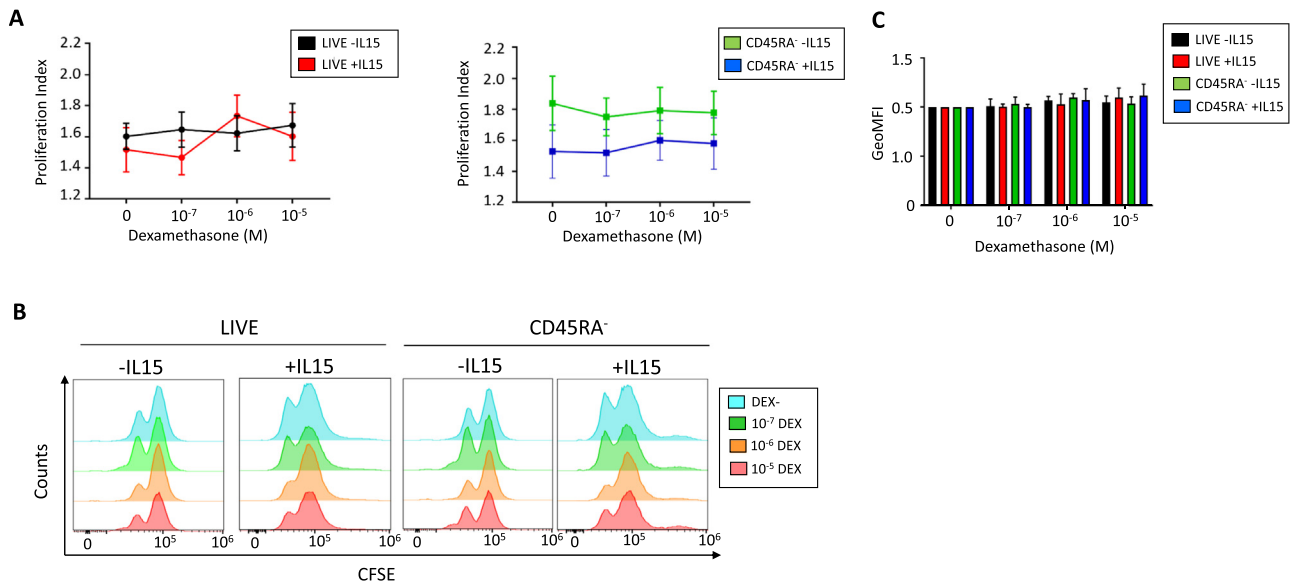 A
Proliferation Index
2.2
2.0
1.8
1.6
1.4
1.2
0 10⁻⁷ 10⁻⁶ 10⁻⁵
Dexamethasone (M)
LIVE -IL15
LIVE +IL15
Proliferation Index
2.2
2.0
1.8
1.6
1.4
1.2
0 10⁻⁷ 10⁻⁶ 10⁻⁵
Dexamethasone (M)
CD45RA⁻ -IL15
CD45RA⁻ +IL15
C
GeoMFI
1.5
0.5
1.0
0
0 10⁻⁷ 10⁻⁶ 10⁻⁵
Dexamethasone (M)
LIVE -IL15
LIVE +IL15
CD45RA⁻ -IL15
CD45RA⁻ +IL15
B
LIVE CD45RA⁻
-IL15 +IL15 -IL15 +IL15
Counts
0 10⁵ 10⁶ 0 10⁵ 10⁶ 0 10⁵ 10⁶ 0 10⁵ 10⁶
CFSE
DEX-
10⁻⁷ DEX
10⁻⁶ DEX
10⁻⁵ DEX